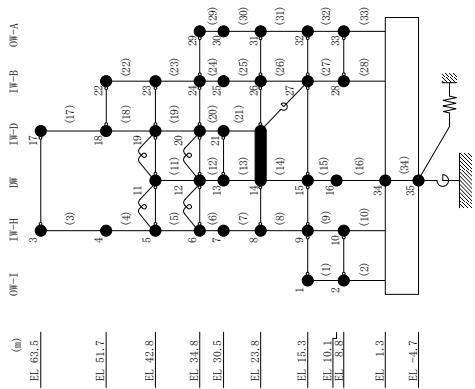 (m) OW-I IW-H DW IW-D IW-B OW-A
EL 63.5 3 17
(3) (17)
EL 51.7 4 18 22
(4) (18) (22)
EL 42.8 5 11 19 23
(5) (11) (19) (23)
EL 34.8 6 12 20 24 29
(6) (12) (20) (24) (29)
EL 30.5 7 13 21 25 30
(7) (13) (21) (25) (30)
EL 23.8 8 14 26 31
(8) (14) (26) (31)
EL 15.3 1 9 15 27 32
(1) (9) (15) (27) (32)
EL 10.1 16
EL 8.8 2 10 28 33
(2) (10) (16) (28) (33)
EL 1.3 34
(34)
EL -4.7 35